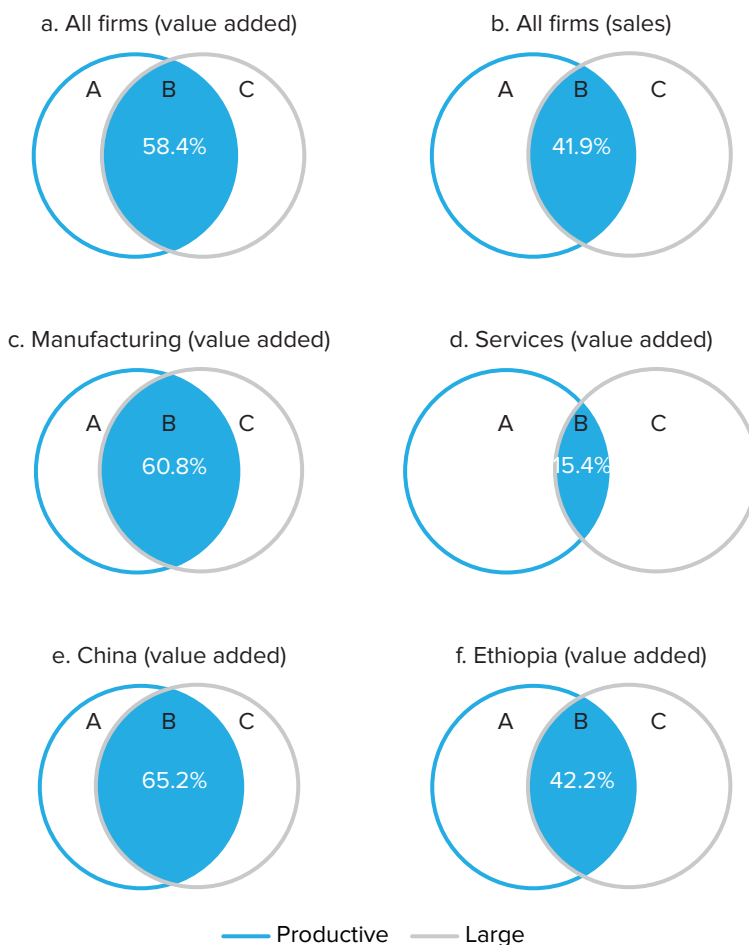 a. All firms (value added)
A B C
58.4%
b. All firms (sales)
A B C
41.9%
c. Manufacturing (value added)
A B C
60.8%
d. Services (value added)
A B C
15.4%
e. China (value added)
A B C
65.2%
f. Ethiopia (value added)
A B C
42.2%
Productive Large